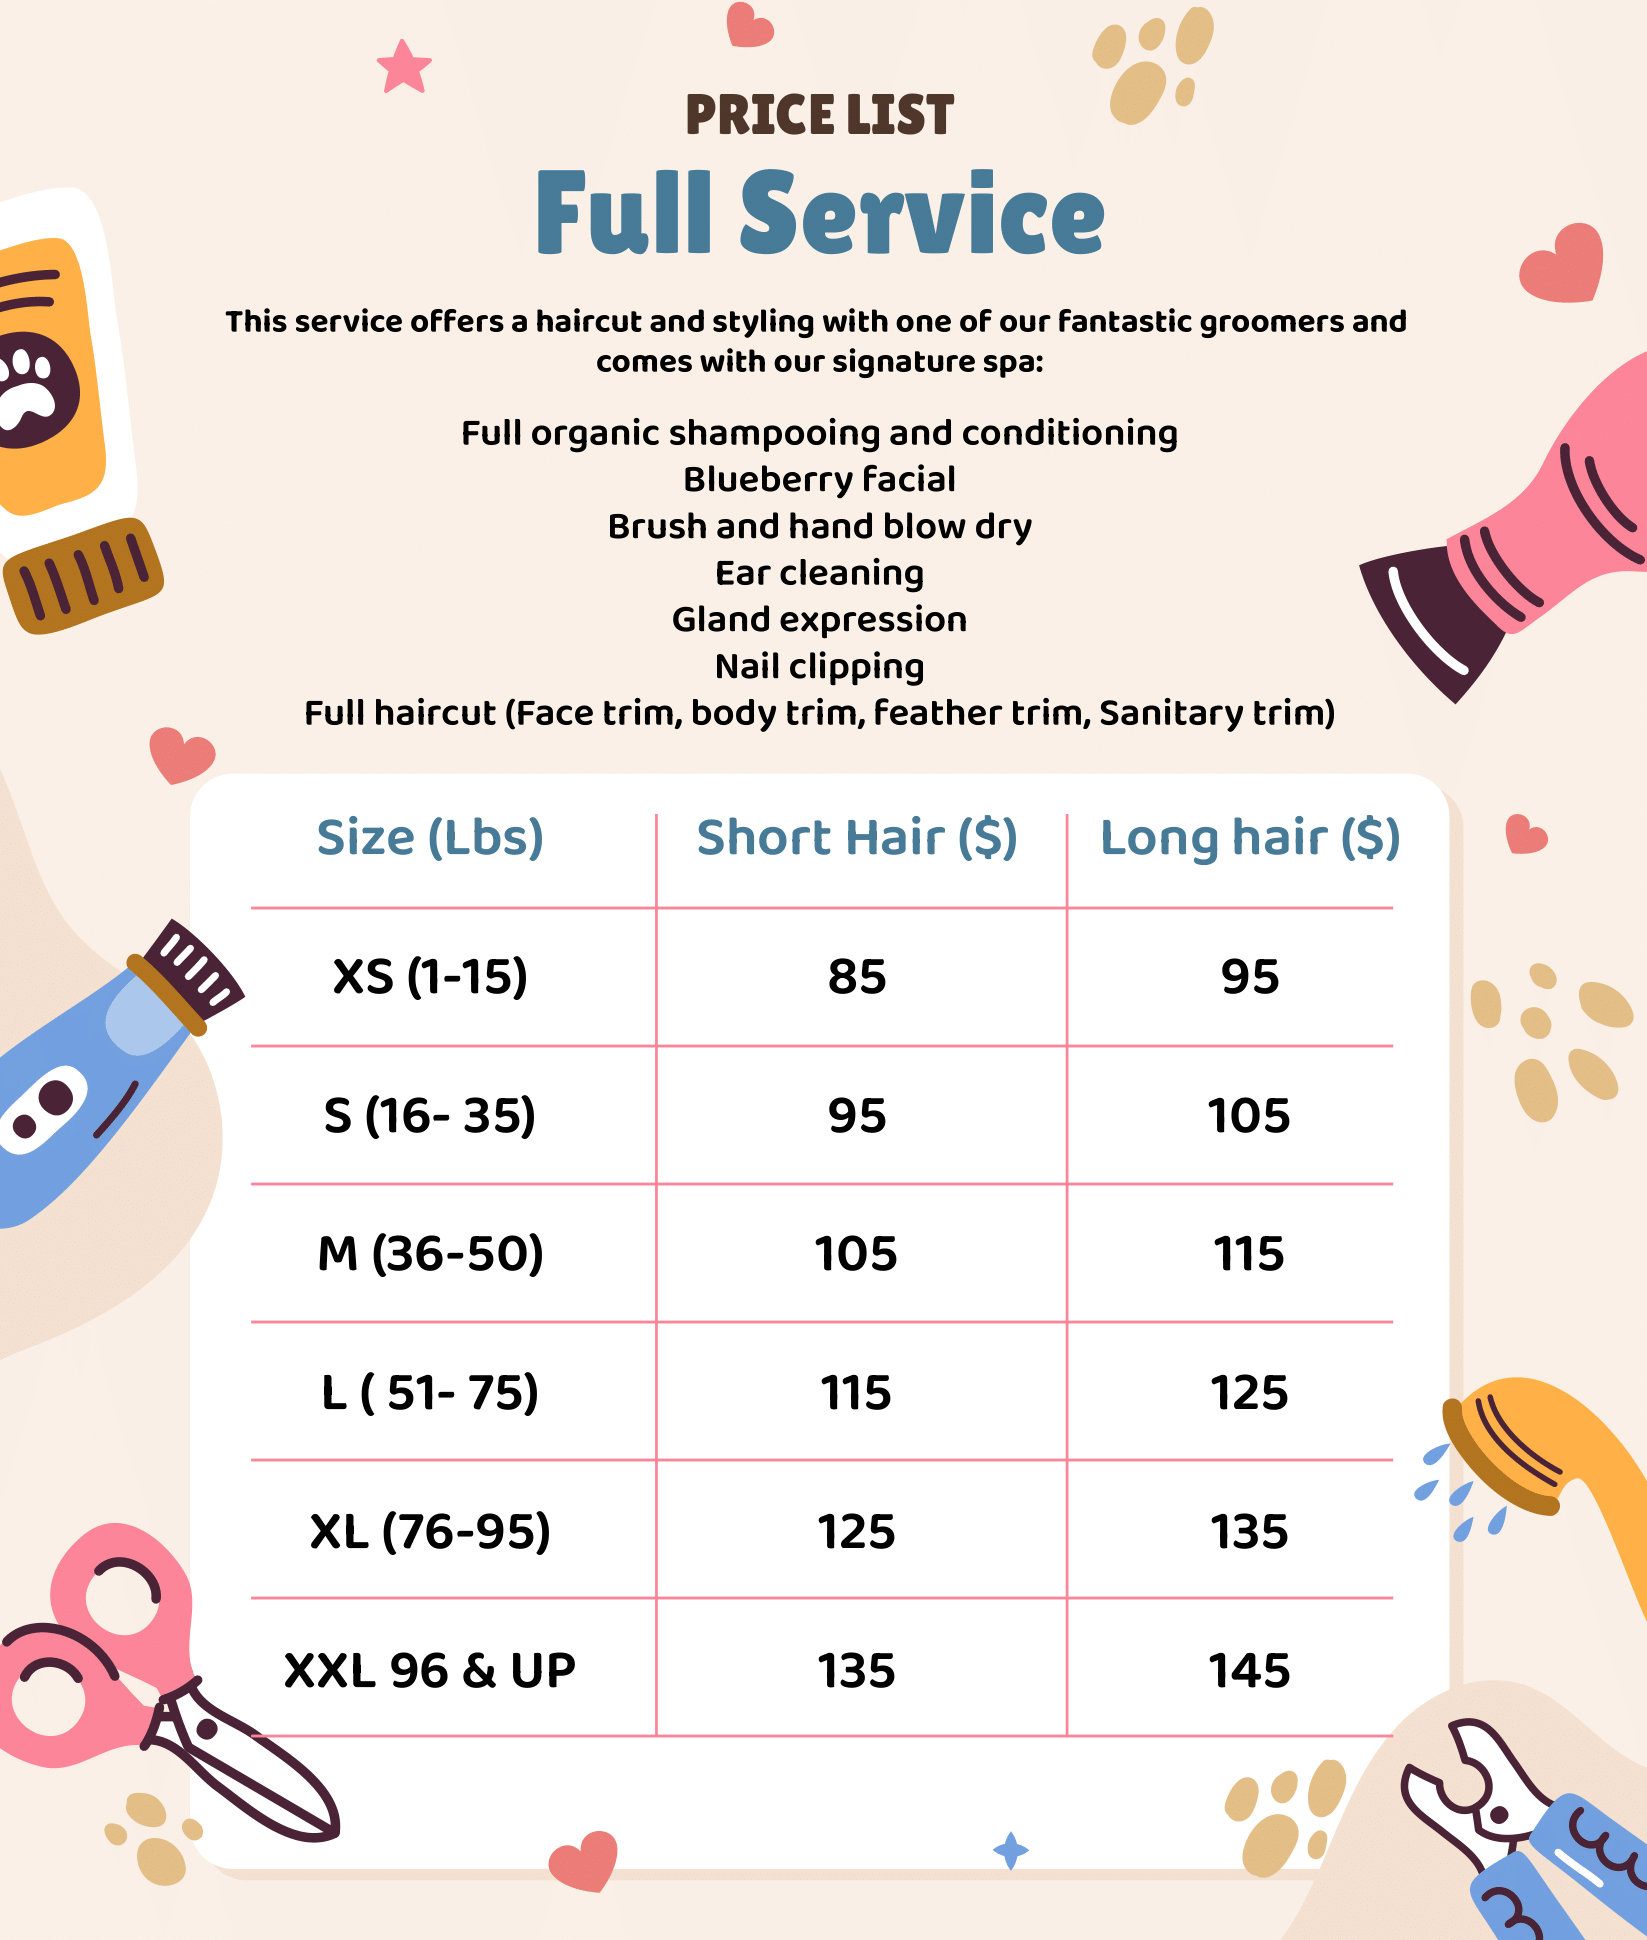 PRICE LIST
Full Service
This service offers a haircut and styling with one of our fantastic groomers and
comes with our signature spa:
Full organic shampooing and conditioning
Blueberry facial
Brush and hand blow dry
Ear cleaning
Gland expression
Nail clipping
Full haircut (Face trim, body trim, feather trim, Sanitary trim)
Size (Lbs) Short Hair ($) Long hair ($)
XS (1-15) 85 95
S (16- 35) 95 105
M (36-50) 105 115
L ( 51- 75) 115 125
XL (76-95) 125 135
XXL 96 & UP 135 145